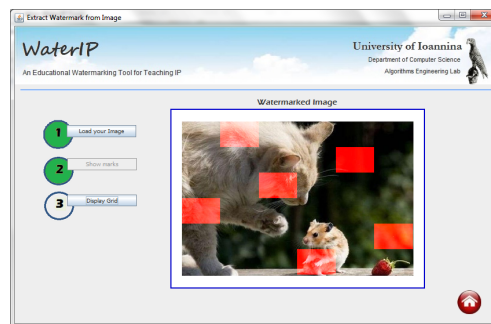 Extract Watermark from Image
WaterIP
An Educational Watermarking Tool for Teaching IP
University of Ioannina
Department of Computer Science
Algorithms Engineering Lab
Watermarked Image
1 Load your Image
2 Show marks
3 Display Grid